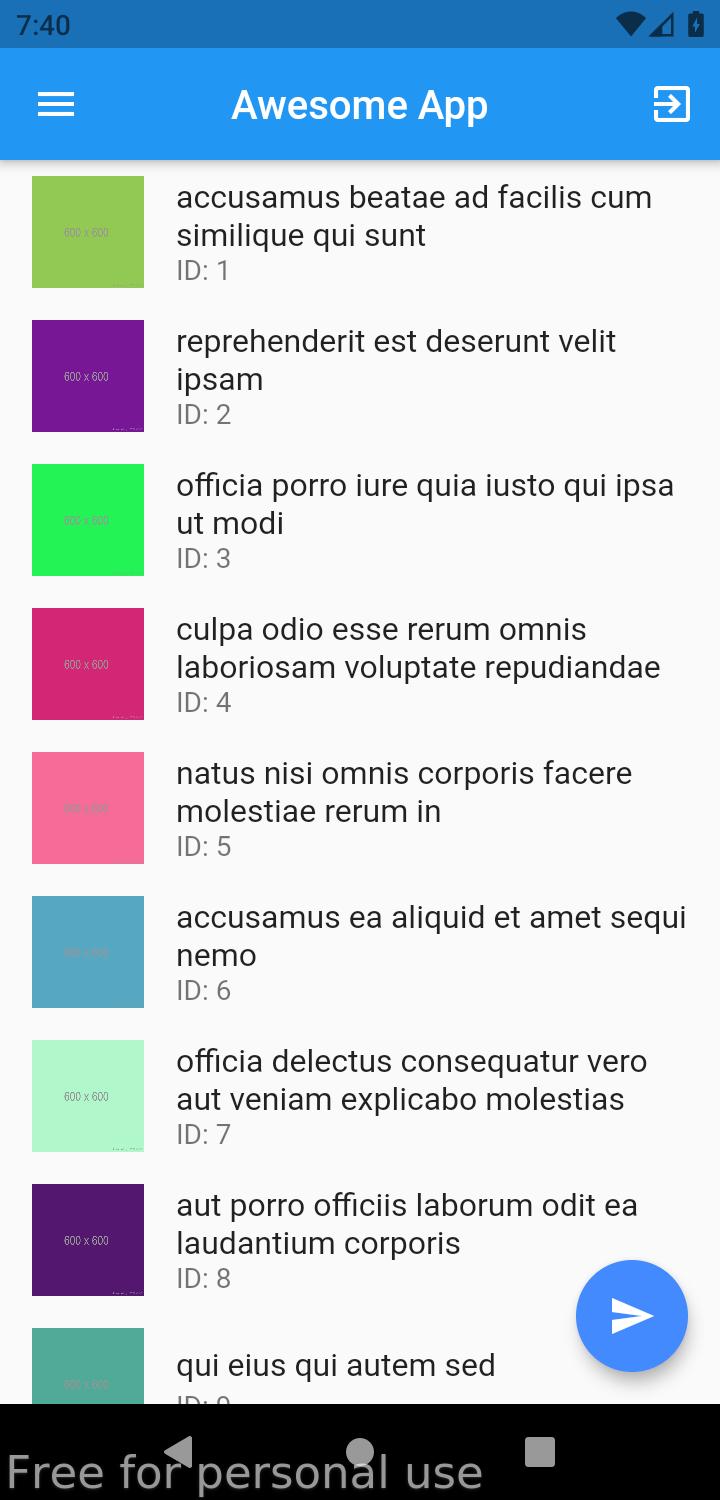 7:40
Awesome App
600 x 600
accusamus beatae ad facilis cum
similique qui sunt
ID: 1
600 x 600
reprehenderit est deserunt velit
ipsam
ID: 2
600 x 600
officia porro iure quia iusto qui ipsa
ut modi
ID: 3
600 x 600
culpa odio esse rerum omnis
laboriosam voluptate repudiandae
ID: 4
600 x 600
natus nisi omnis corporis facere
molestiae rerum in
ID: 5
600 x 600
accusamus ea aliquid et amet sequi
nemo
ID: 6
600 x 600
officia delectus consequatur vero
aut veniam explicabo molestias
ID: 7
600 x 600
aut porro officiis laborum odit ea
laudantium corporis
ID: 8
600 x 600
qui eius qui autem sed
Free for personal use